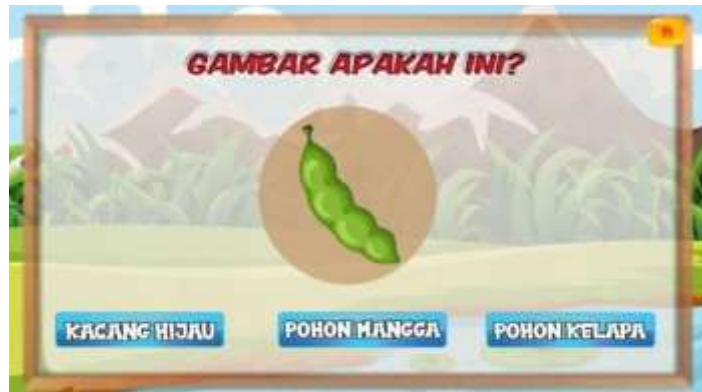 GAMBAR APAKAH INI?
KACANG HIJAU
POHON MANGGA
POHON KELAPA